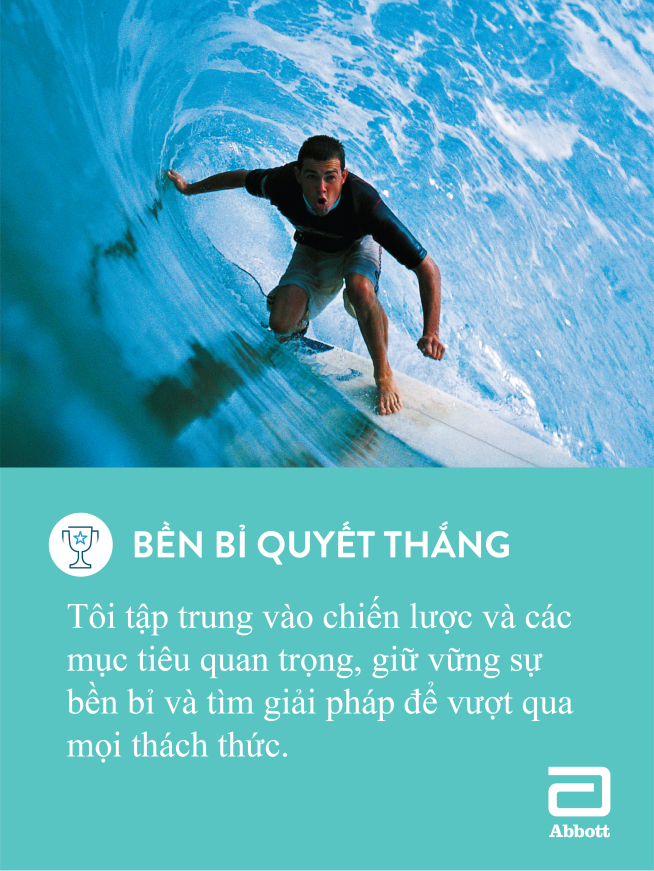 BỀN BỈ QUYẾT THẮNG
Tôi tập trung vào chiến lược và các
mục tiêu quan trọng, giữ vững sự
bền bỉ và tìm giải pháp để vượt qua
mọi thách thức.
Abbott